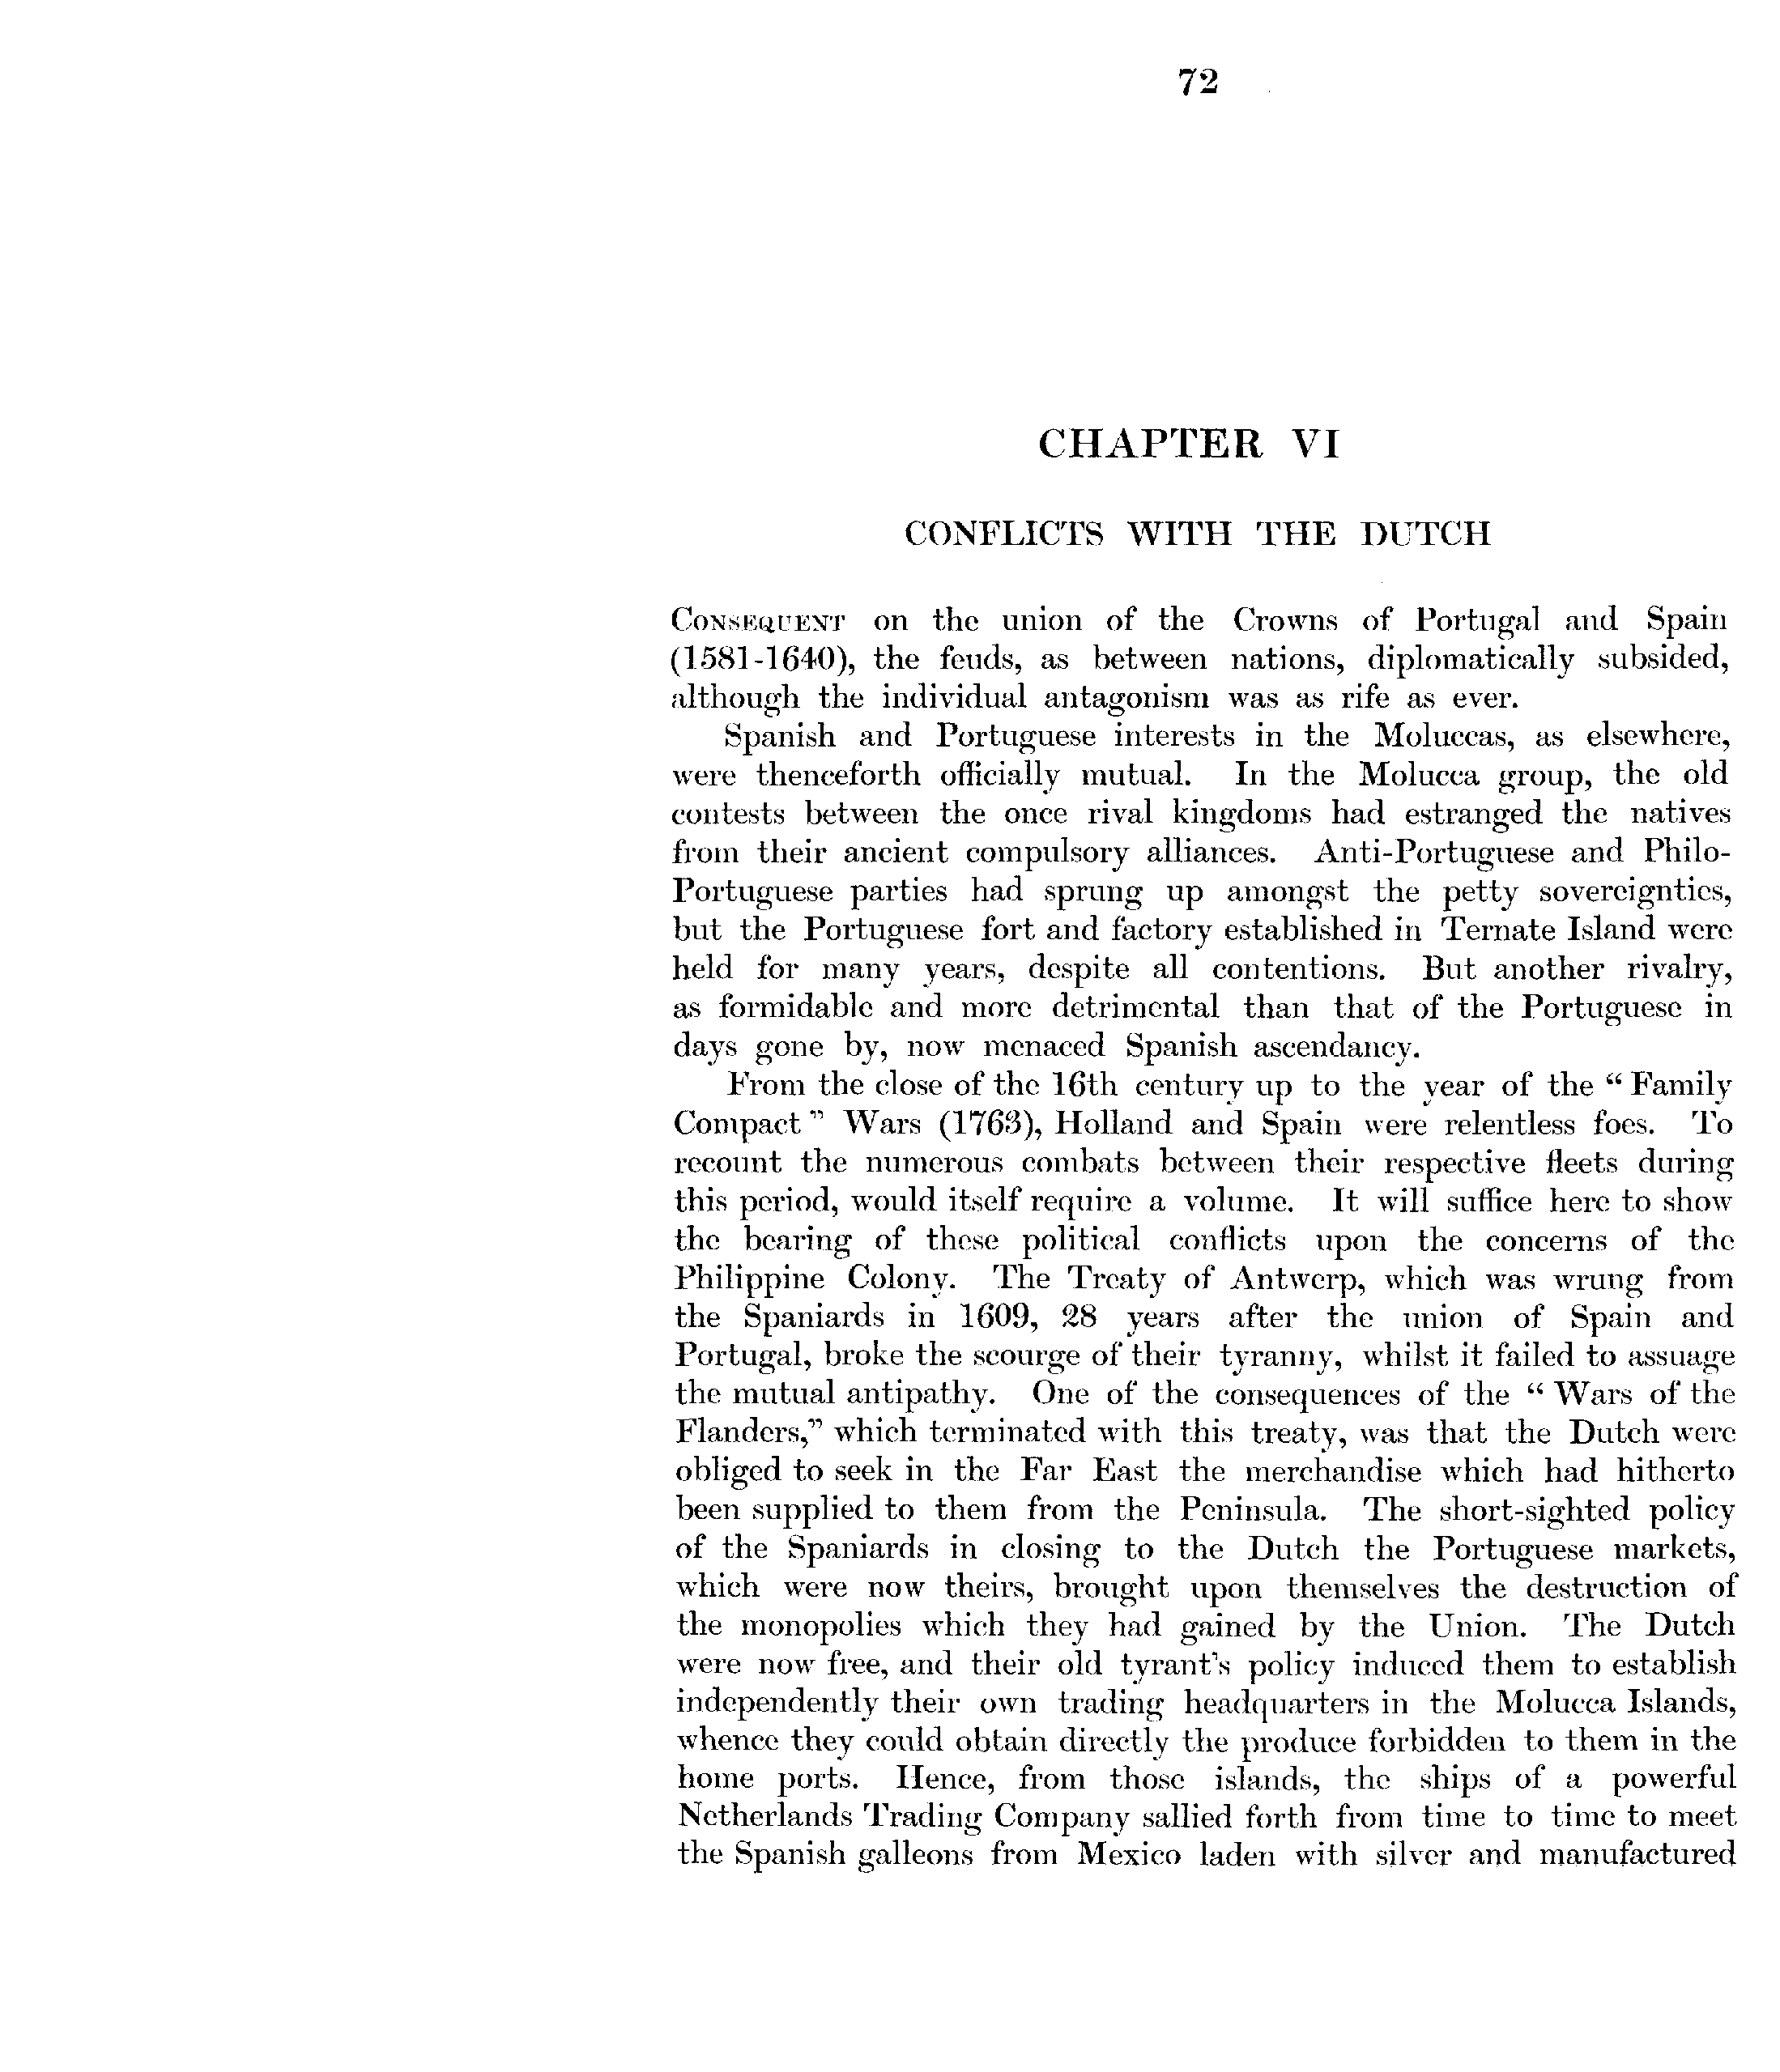 72
CHAPTER VI
CONFLICTS WITH THE DUTCH
CONSEQUENT on the union of the Crowns of Portugal and Spain
(1581-1640), the feuds, as between nations, diplomatically subsided,
although the individual antagonism was as rife as ever.
Spanish and Portuguese interests in the Moluccas, as elsewhere,
were thenceforth officially mutual. In the Molucca group, the old
contests between the once rival kingdoms had estranged the natives
from their ancient compulsory alliances. Anti-Portuguese and Philo-
Portuguese parties had sprung up amongst the petty sovereignties,
but the Portuguese fort and factory established in Ternate Island were
held for many years, despite all contentions. But another rivalry,
as formidable and more detrimental than that of the Portuguese in
days gone by, now menaced Spanish ascendancy.
From the close of the 16th century up to the year of the “ Family
Compact ” Wars (1763), Holland and Spain were relentless foes. To
recount the numerous combats between their respective fleets during
this period, would itself require a volume. It will suffice here to show
the bearing of these political conflicts upon the concerns of the
Philippine Colony. The Treaty of Antwerp, which was wrung from
the Spaniards in 1609, 28 years after the union of Spain and
Portugal, broke the scourge of their tyranny, whilst it failed to assuage
the mutual antipathy. One of the consequences of the “ Wars of the
Flanders,” which terminated with this treaty, was that the Dutch were
obliged to seek in the Far East the merchandise which had hitherto
been supplied to them from the Peninsula. The short-sighted policy
of the Spaniards in closing to the Dutch the Portuguese markets,
which were now theirs, brought upon themselves the destruction of
the monopolies which they had gained by the Union. The Dutch
were now free, and their old tyrant's policy induced them to establish
independently their own trading headquarters in the Molucca Islands,
whence they could obtain directly the produce forbidden to them in the
home ports. Hence, from those islands, the ships of a powerful
Netherlands Trading Company sallied forth from time to time to meet
the Spanish galleons from Mexico laden with silver and manufactured